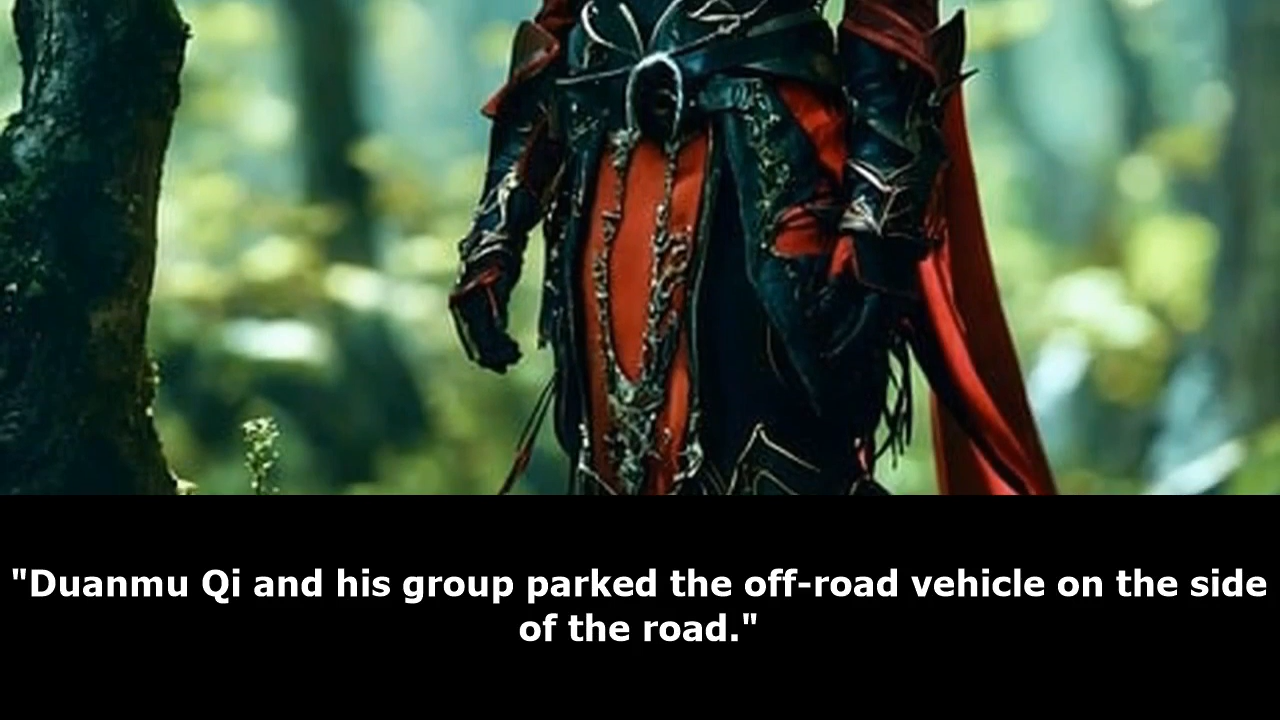 "Duanmu Qi and his group parked the off-road vehicle on the side
of the road."